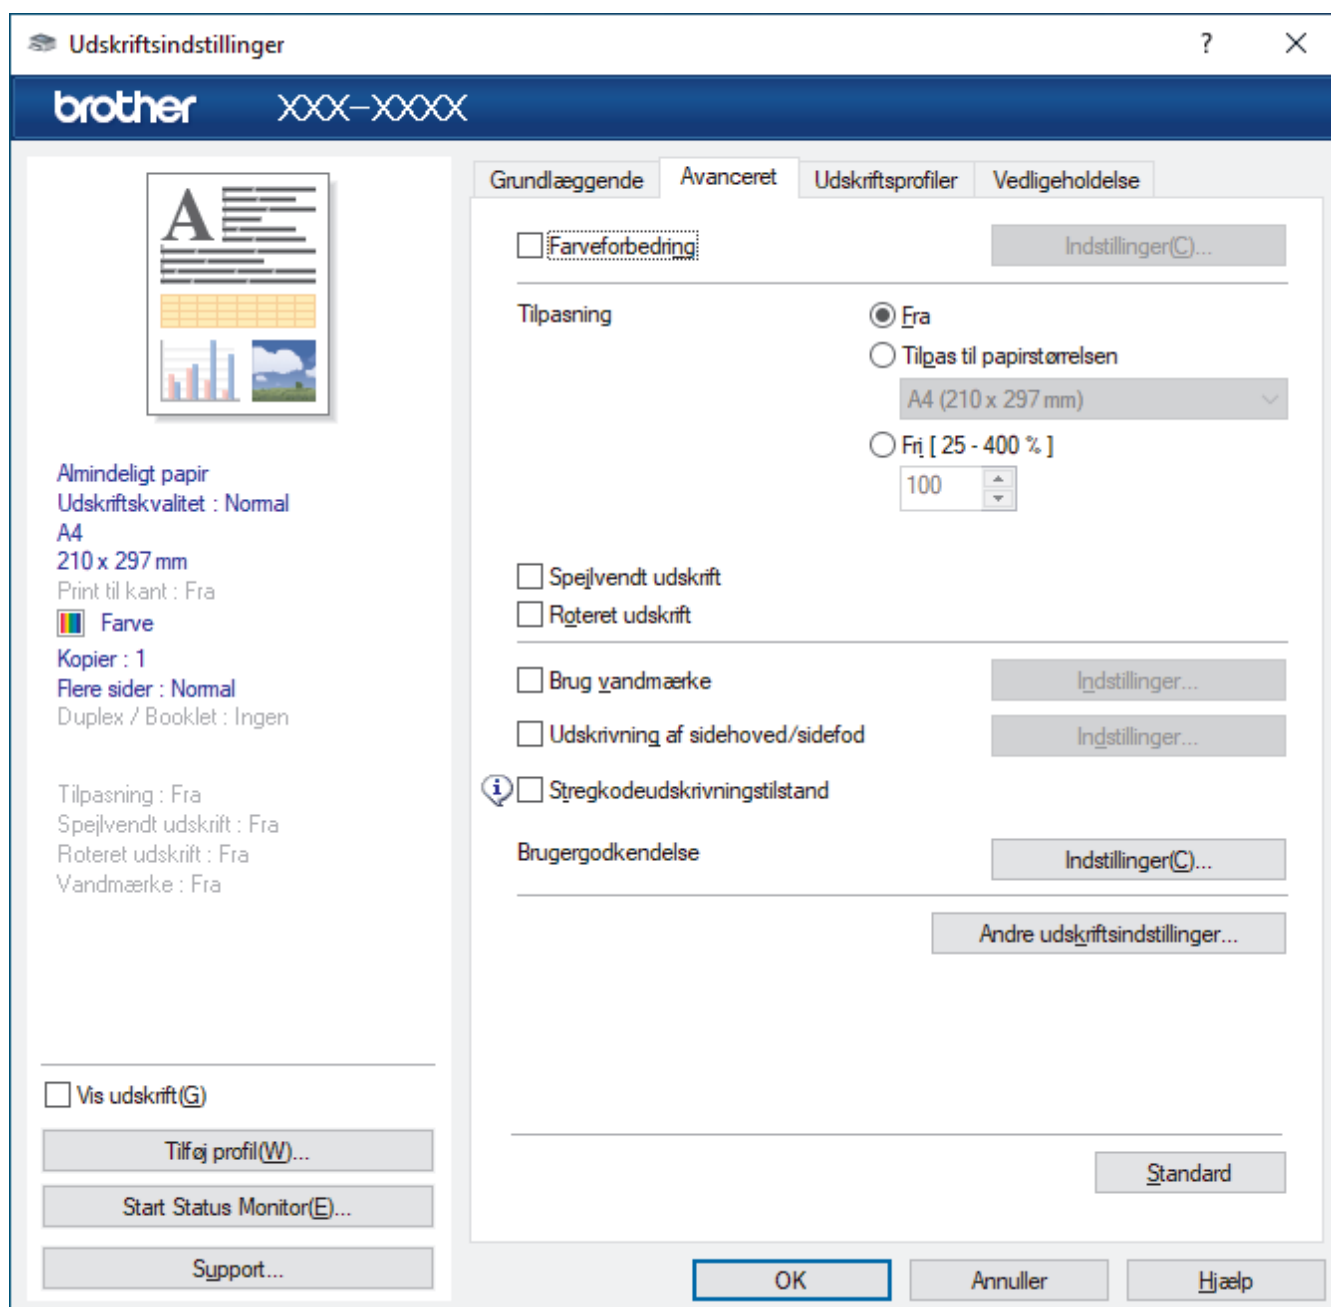 Udskriftsindstillinger
?
brother XXX-XXXX
A
Almindeligt papir
Udskriftskvalitet : Normal
A4
210 x 297 mm
Print til kant : Fra
Farve
Kopier : 1
Flere sider : Normal
Duplex / Booklet : Ingen
Tilpasning : Fra
Spejlvendt udskrift : Fra
Roteret udskrift : Fra
Vandmærke : Fra
Vis udskrift(G)
Tilføj profil(W)...
Start Status Monitor(E)...
Support...
Grundlæggende Avanceret Udskriftsprofiler Vedligeholdelse
Farveforbedring Indstillinger(C)...
Tilpasning Fra
Tilpas til papirstørrelsen
A4 (210 x 297 mm)
Fri [ 25 - 400 % ]
100
Spejlvendt udskrift
Roteret udskrift
Brug vandmærke Indstillinger...
Udskrivning af sidehoved/sidefod Indstillinger...
i Stregkodeudskrivningstilstand
Brugergodkendelse Indstillinger(C)...
Andre udskriftsindstillinger...
Standard
OK Annuller Hjælp